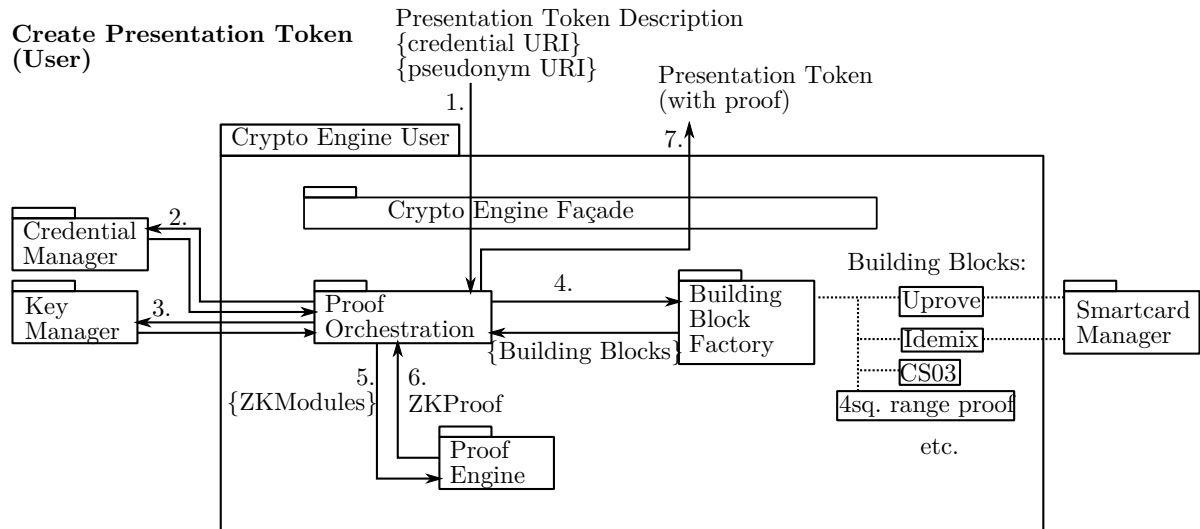 Create Presentation Token
(User)
Presentation Token Description
{credential URI}
{pseudonym URI}
Presentation Token
(with proof)
1.
7.
Crypto Engine User
Crypto Engine Façade
2.
Credential
Manager
Key
Manager
3.
Proof
Orchestration
4.
{Building Blocks}
Building
Block
Factory
Building Blocks:
Uprove
Idemix
CS03
4sq. range proof
etc.
Smartcard
Manager
5.
{ZKModules}
6.
ZKProof
Proof
Engine